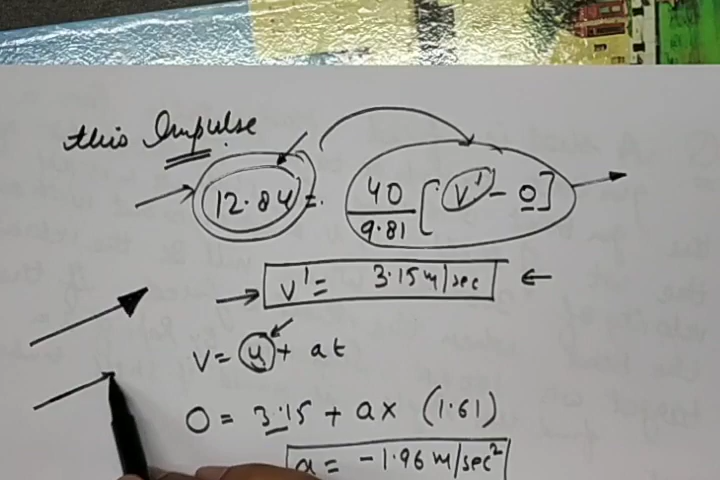 this Impulse
12.84 = 40/9.81 [v' - 0]
v' = 3.15 m/sec
v = u + at
0 = 3.15 + a x (1.61)
a = -1.96 m/sec²